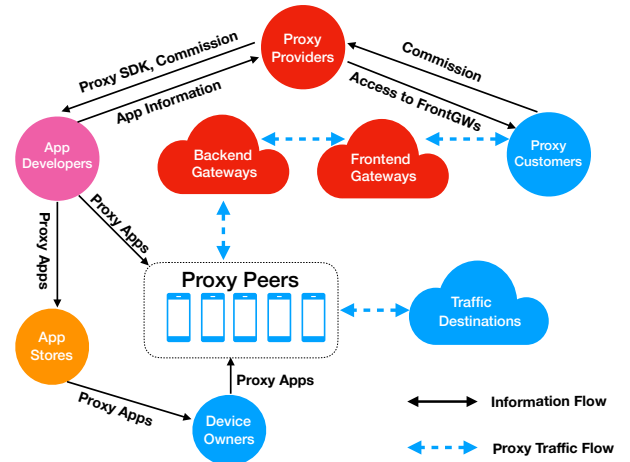 Proxy
Providers
Proxy SDK, Commission
App Information
Commission
Access to FrontGWs
App
Developers
Backend
Gateways
Frontend
Gateways
Proxy
Customers
Proxy Apps
Proxy Apps
Proxy Peers
Traffic
Destinations
App
Stores
Proxy Apps
Proxy Apps
Device
Owners
Information Flow
Proxy Traffic Flow